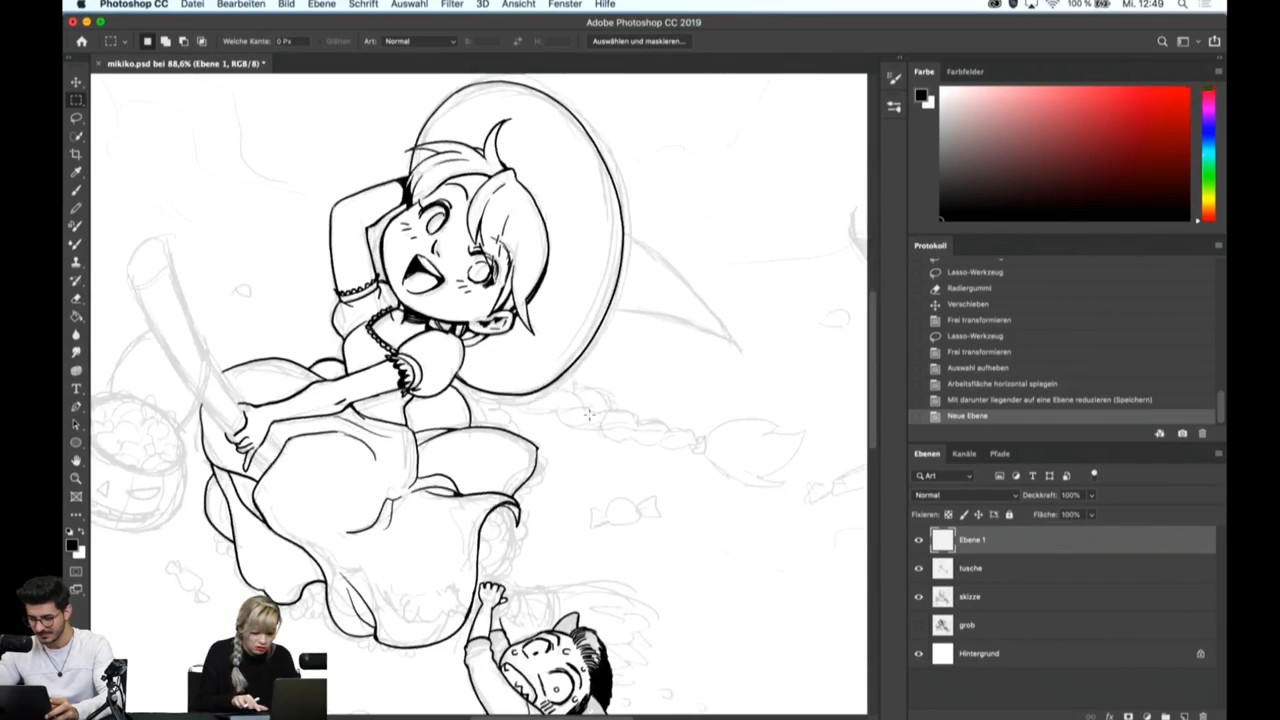 Photoshop CC Datei Bearbeiten Bild Ebene Schrift Auswahl Filter 3D Ansicht Fenster Hilfe 100 % Mi. 12:49
Adobe Photoshop CC 2019
Weiche Kante: 0 Px Glätten Art: Normal B: H: Auswählen und maskieren...
mikiko.psd bei 88,6% (Ebene 1, RGB/8) *
Farbe Farbfelder
Protokoll
Lasso-Werkzeug
Radiergummi
Verschieben
Frei transformieren
Lasso-Werkzeug
Frei transformieren
Auswahl aufheben
Arbeitsfläche horizontal spiegeln
Mit darunter liegender auf eine Ebene reduzieren (Speichern)
Neue Ebene
Ebenen Kanäle Pfade
Art
Normal Deckkraft: 100%
Fixieren: Fläche: 100%
Ebene 1
tusche
skizze
grob
Hintergrund